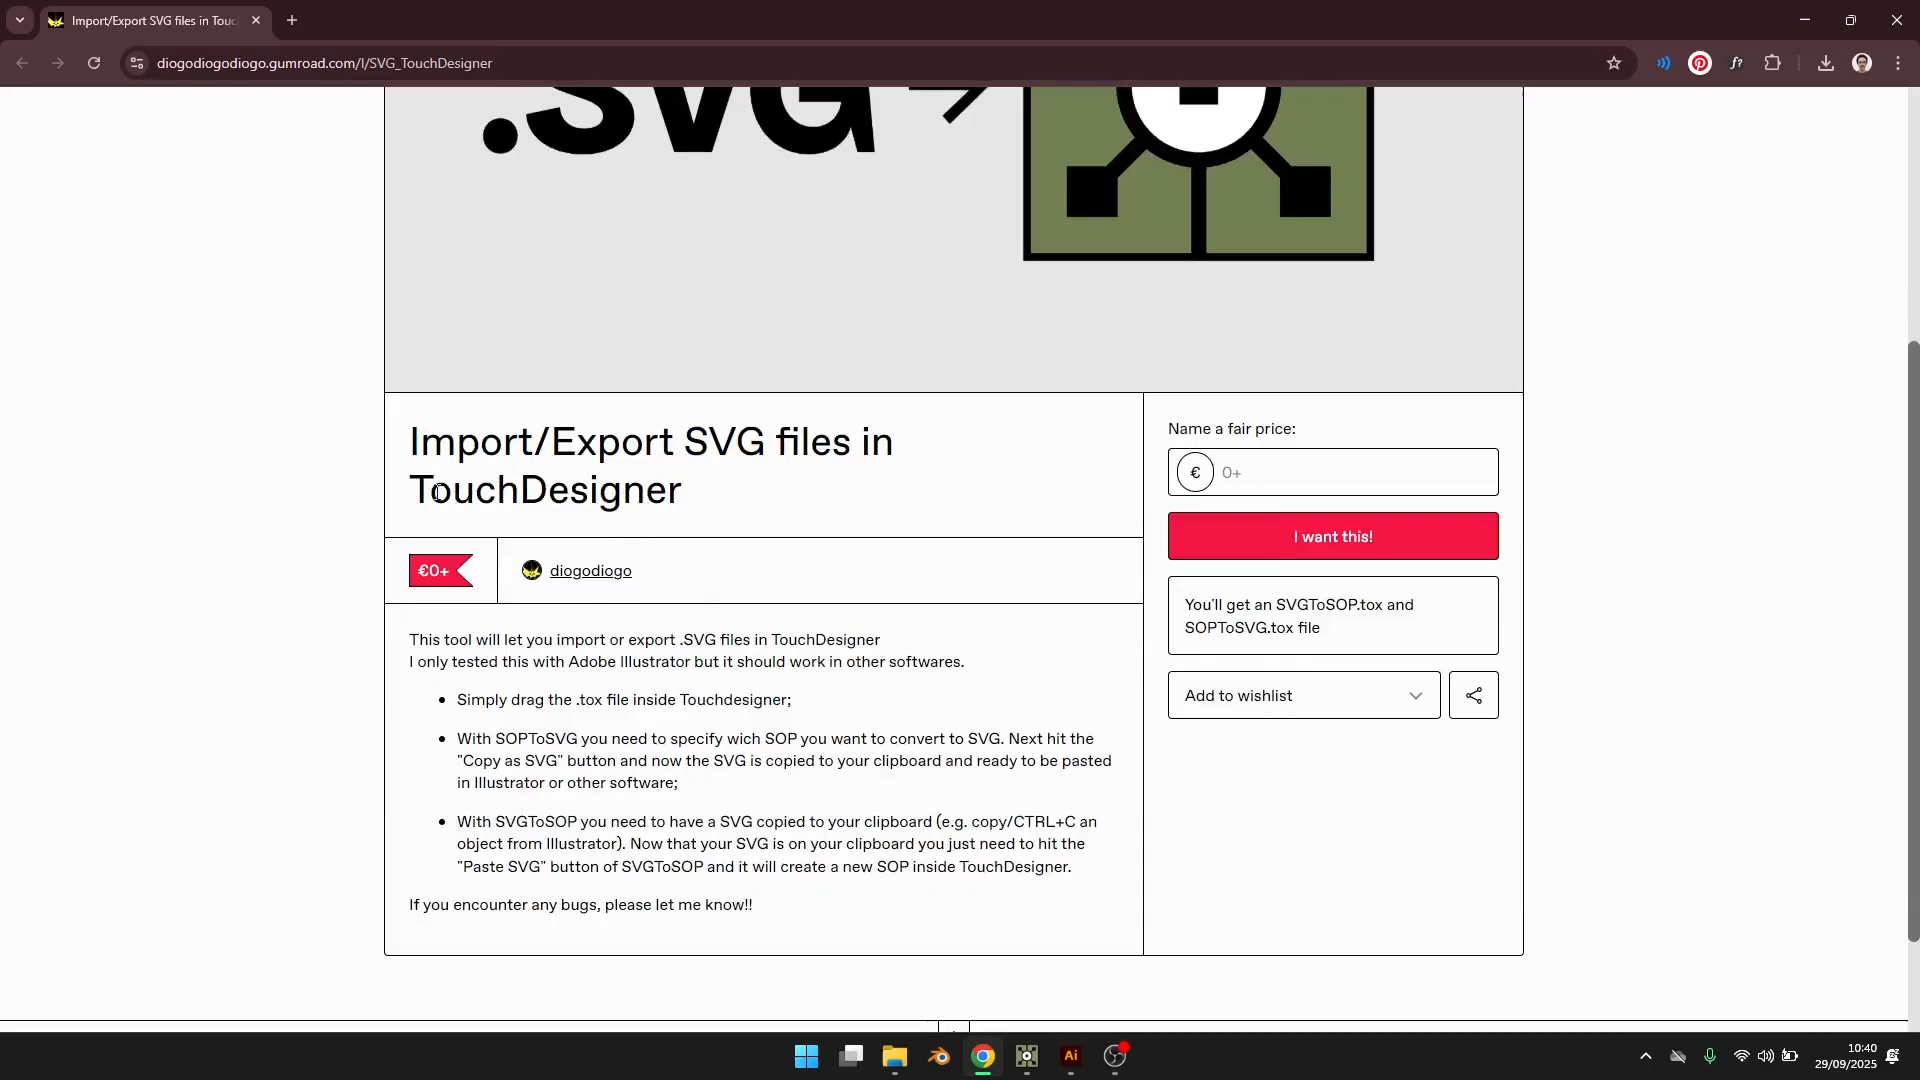 Import/Export SVG files in Touc
diogodiogodiogo.gumroad.com/l/SVG_TouchDesigner
f?
.SVG
Import/Export SVG files in
TouchDesigner
Name a fair price:
€ 0+
I want this!
€0+
diogodiogo
You'll get an SVGToSOP.tox and
SOPToSVG.tox file
Add to wishlist
This tool will let you import or export .SVG files in TouchDesigner
I only tested this with Adobe Illustrator but it should work in other softwares.
• Simply drag the .tox file inside Touchdesigner;
• With SOPToSVG you need to specify wich SOP you want to convert to SVG. Next hit the
"Copy as SVG" button and now the SVG is copied to your clipboard and ready to be pasted
in Illustrator or other software;
• With SVGToSOP you need to have a SVG copied to your clipboard (e.g. copy/CTRL+C an
object from Illustrator). Now that your SVG is on your clipboard you just need to hit the
"Paste SVG" button of SVGToSOP and it will create a new SOP inside TouchDesigner.
If you encounter any bugs, please let me know!!
Ai
10:40
29/09/2025